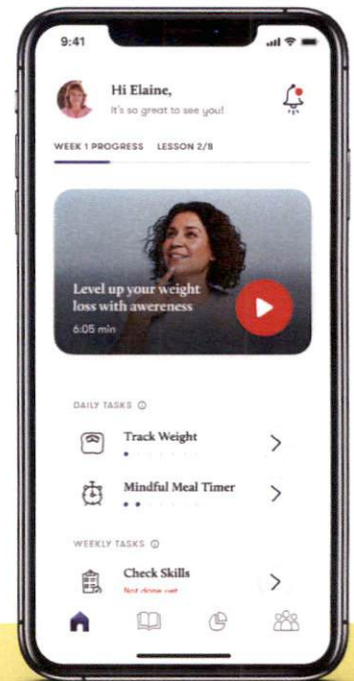 9:41
Hi Elaine,
It's so great to see you!
WEEK 1 PROGRESS LESSON 2/8
Level up your weight
loss with awereness
6:05 min
DAILY TASKS
Track Weight
Mindful Meal Timer
WEEKLY TASKS
Check Skills
Not done yet